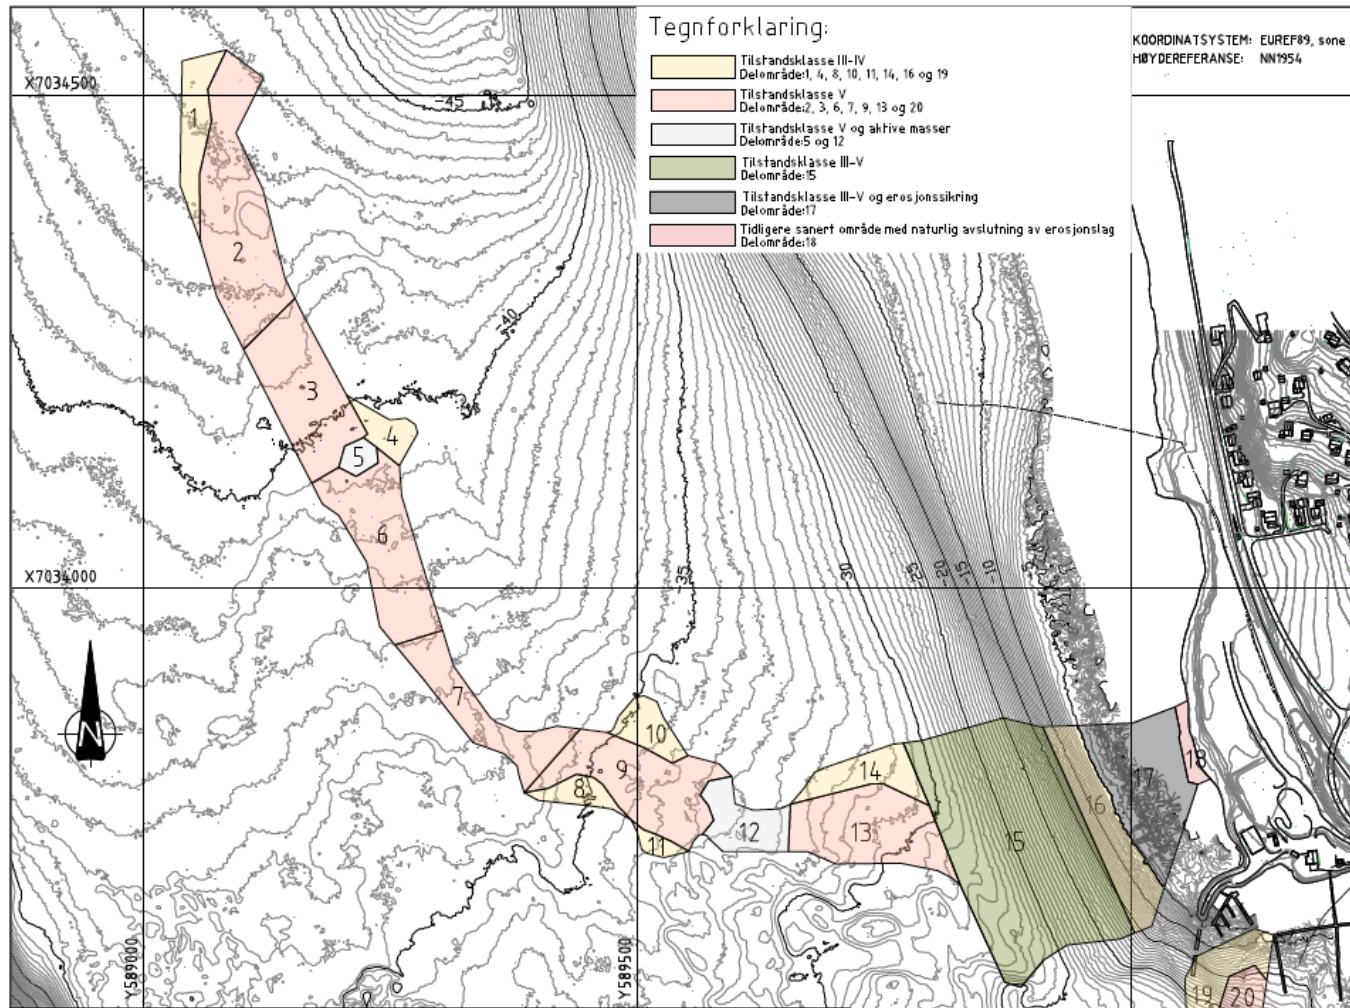 Tegnforklaring:
Tilstandsklasse III-IV
Delområde:1, 4, 8, 10, 11, 14, 16 og 19
Tilstandsklasse V
Delområde:2, 3, 6, 7, 9, 13 og 20
Tilstandsklasse V og aktive masser
Delområde:5 og 12
Tilstandsklasse III-V
Delområde:15
Tilstandsklasse III-V og erosjonssikring
Delområde:17
Tidligere sanert område med naturlig avslutning av erosjonslag
Delområde:18
KOORDINATSYSTEM: EUREF89, sone
HØYDEREFERANSE: NN1954
X7034500
-45
1
2
-40
3
4
5
6
X7034000
-35
30
25
20
-15
-10
7
10
9
8
14
18
17
16
11
12
13
15
N
Y589000
Y589500
19
20